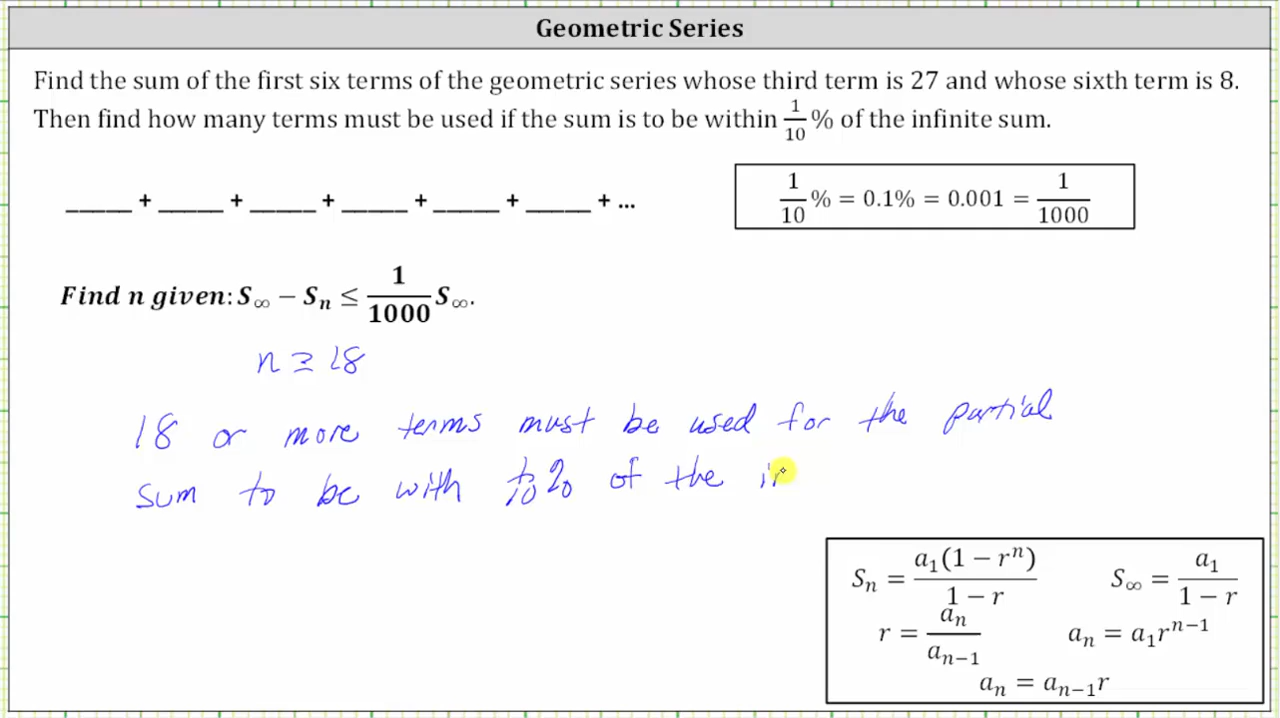 Geometric Series
Find the sum of the first six terms of the geometric series whose third term is 27 and whose sixth term is 8.
Then find how many terms must be used if the sum is to be within 1/10 % of the infinite sum.
_____ + _____ + _____ + _____ + _____ + _____ + ...
1/10 % = 0.1% = 0.001 = 1/1000
Find n given: S∞ − Sn ≤ 1/1000 S∞.
n ≥ 18
18 or more terms must be used for the partial
sum to be with 1/10 % of the
Sn = a₁(1 − rⁿ)/(1 − r) S∞ = a₁/(1 − r)
r = aₙ/aₙ₋₁ aₙ = a₁rⁿ⁻¹
aₙ = aₙ₋₁r